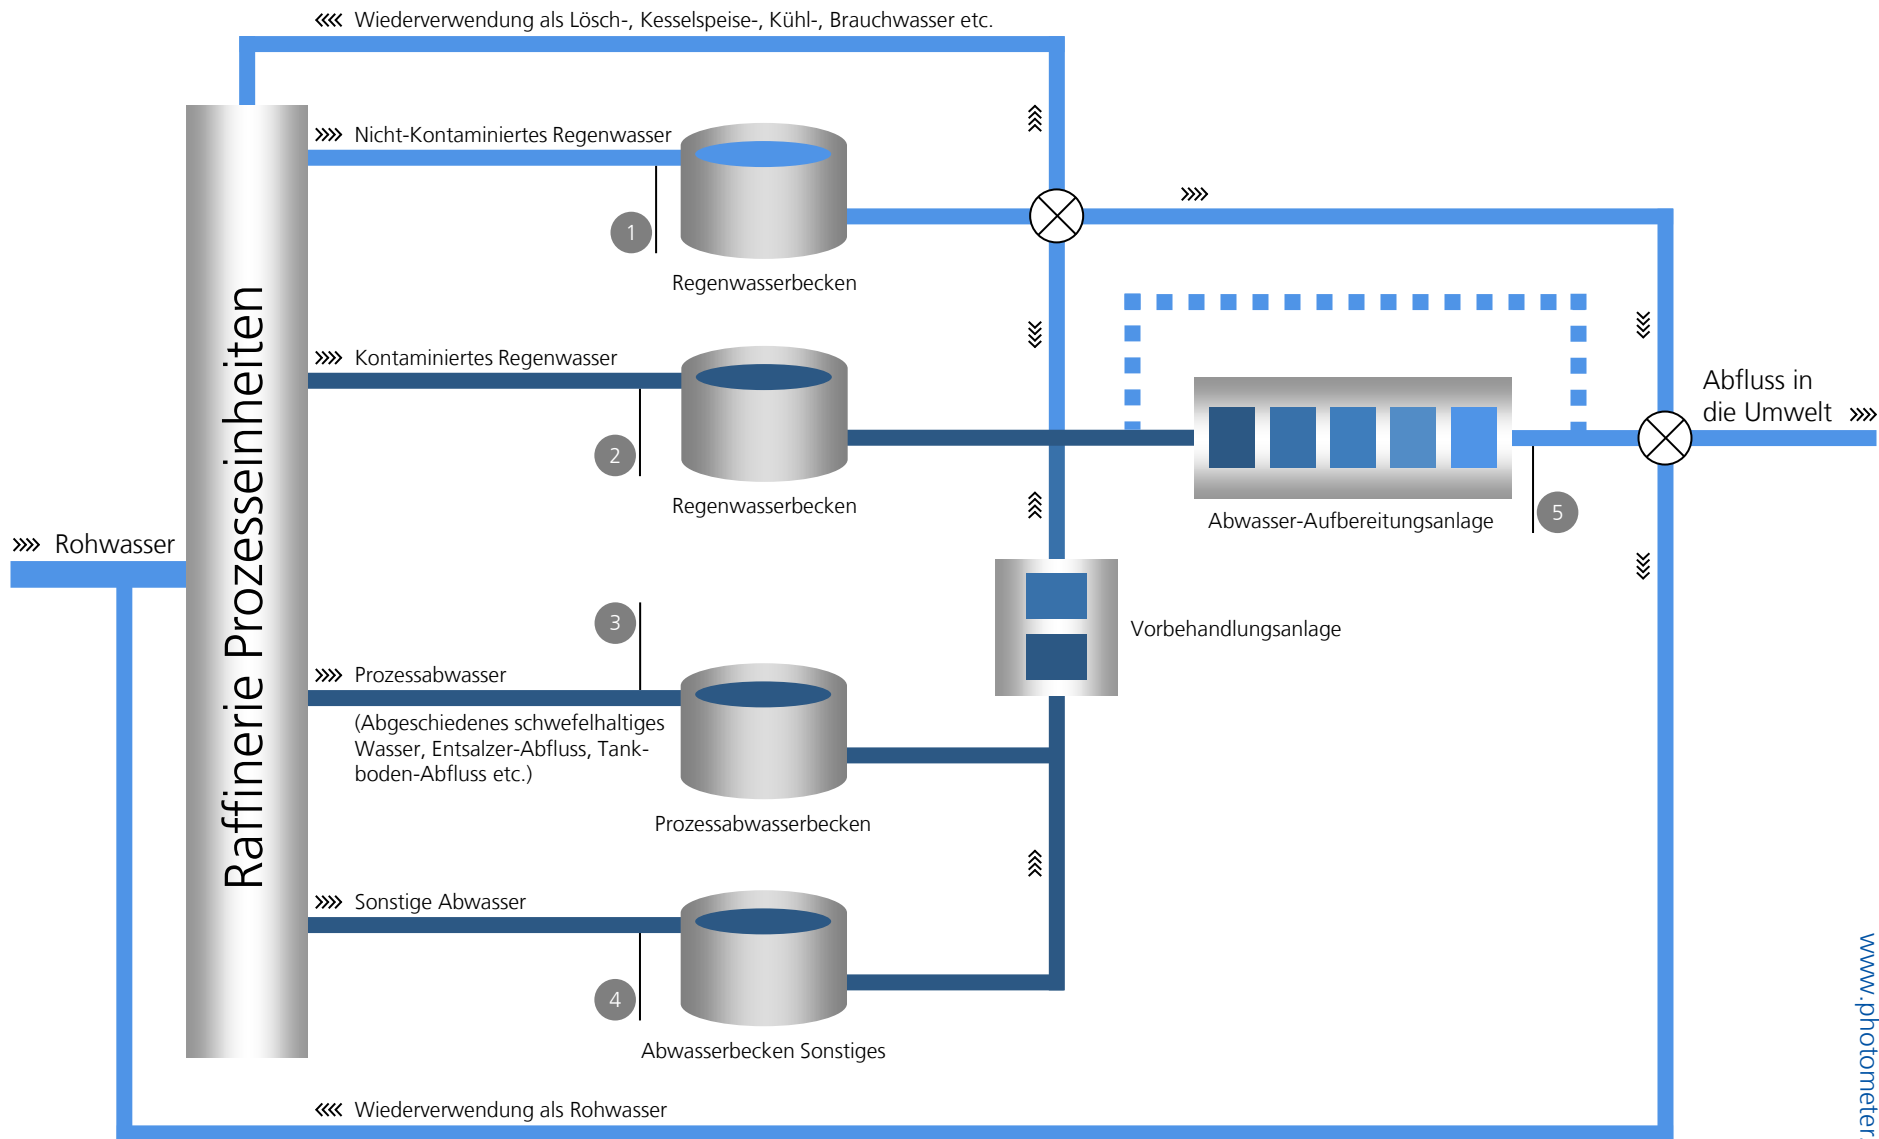 Wiederverwendung als Lösch-, Kesselspeise-, Kühl-, Brauchwasser etc.
Nicht-Kontaminiertes Regenwasser
1
Regenwasserbecken
Kontaminiertes Regenwasser
2
Regenwasserbecken
Abfluss in
die Umwelt
Abwasser-Aufbereitungsanlage
5
Rohwasser
Raffinerie Prozesseinheiten
3
Vorbehandlungsanlage
Prozessabwasser
(Abgeschiedenes schwefelhaltiges
Wasser, Entsalzer-Abfluss, Tank-
boden-Abfluss etc.)
Prozessabwasserbecken
Sonstige Abwasser
4
Abwasserbecken Sonstiges
Wiederverwendung als Rohwasser
www.photometer.